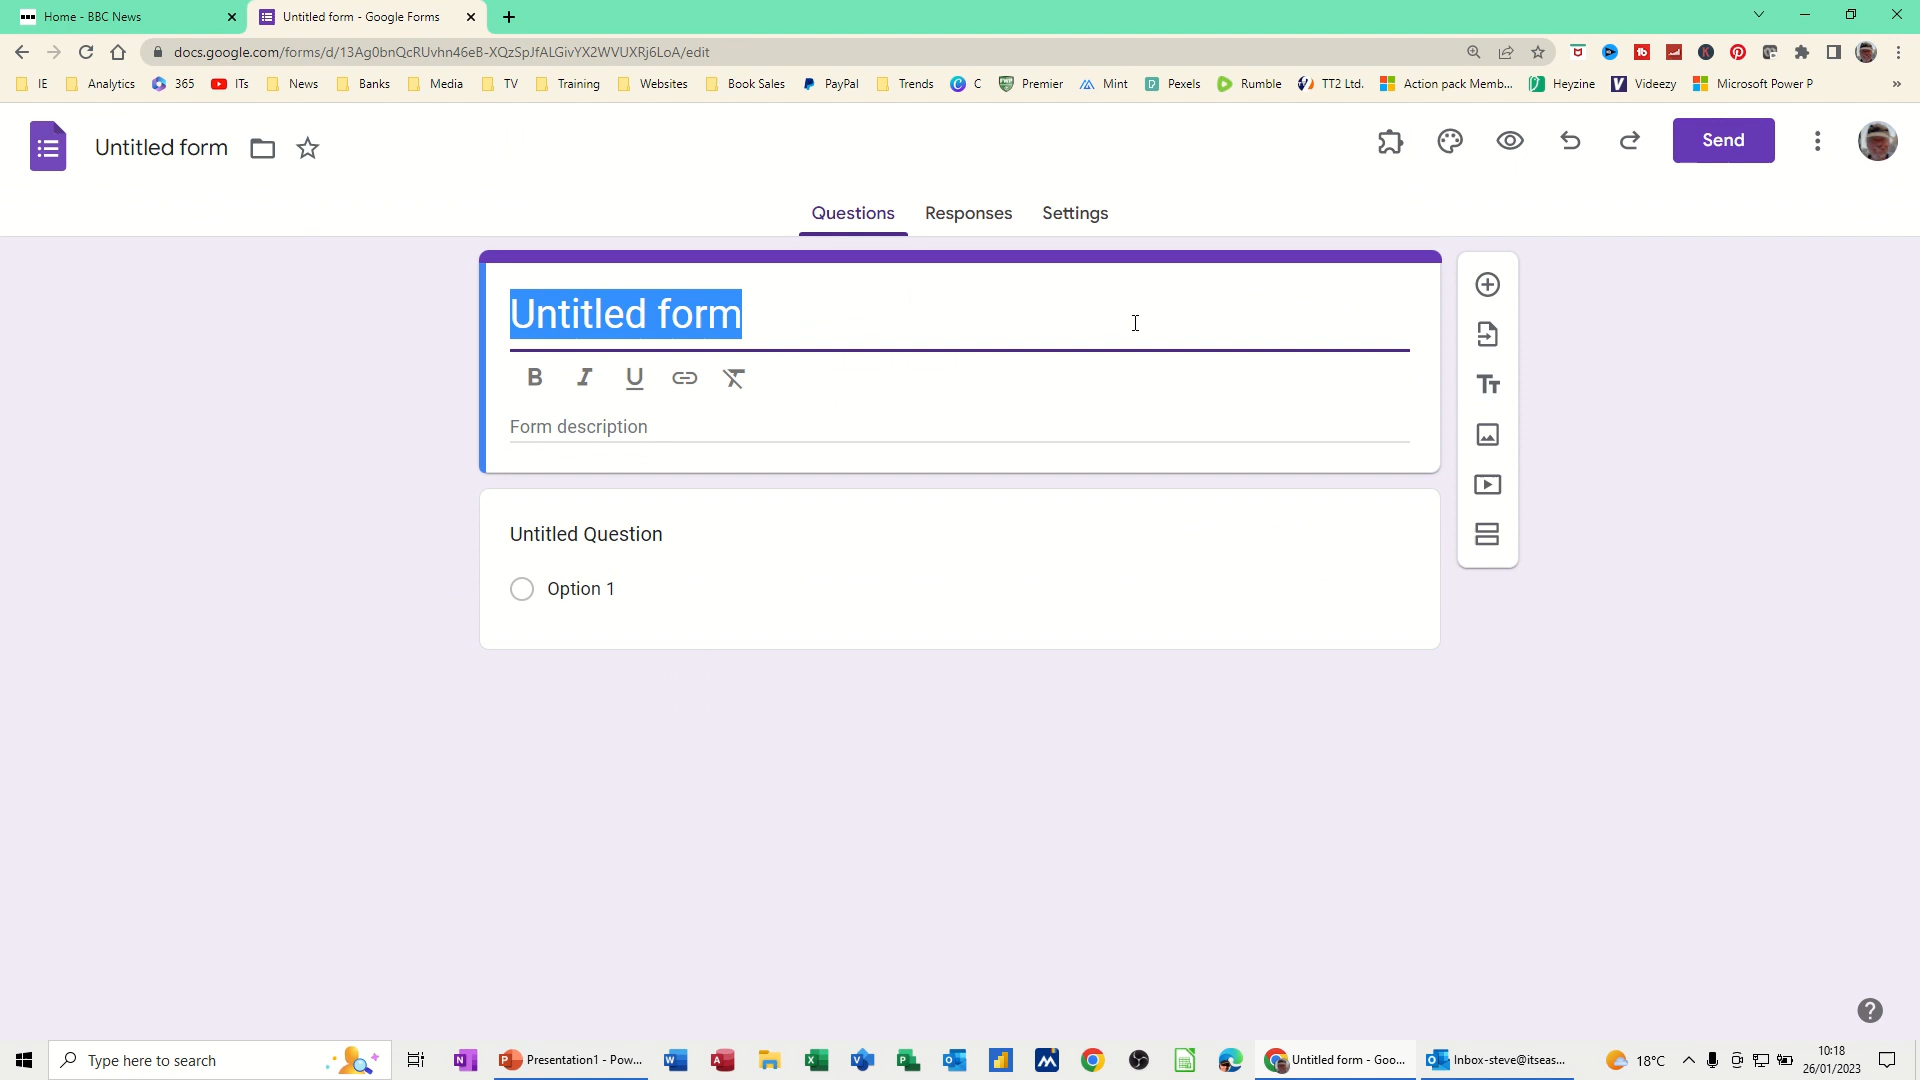 Home - BBC News
Untitled form - Google Forms
docs.google.com/forms/d/13Ag0bnQcRUvhn46eB-XQzSpJfALGivYX2WVUXRj6LoA/edit
IE Analytics 365 ITs News Banks Media TV Training Websites Book Sales PayPal Trends C Premier Mint Pexels Rumble TT2 Ltd. Action pack Memb... Heyzine Videezy Microsoft Power P »
Untitled form
Send
Questions Responses Settings
Untitled form
B I U
Form description
Untitled Question
Option 1
Type here to search
Presentation1 - Pow...
Untitled form - Goo...
Inbox-steve@itseas...
18°C
10:18
26/01/2023